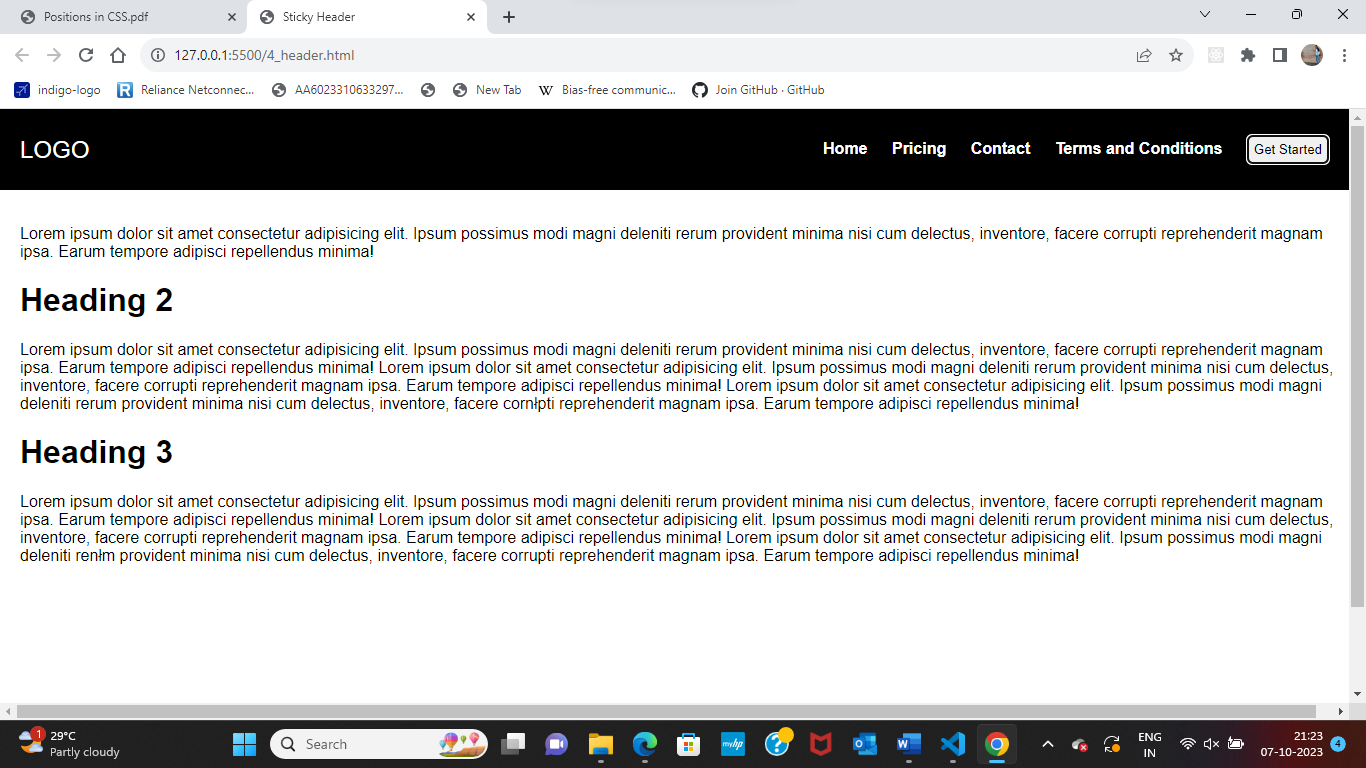 Positions in CSS.pdf
Sticky Header
127.0.0.1:5500/4_header.html
indigo-logo
Reliance Netconnec...
AA6023310633297...
New Tab
W
Bias-free communic...
Join GitHub · GitHub
LOGO
Home
Pricing
Contact
Terms and Conditions
Get Started
Lorem ipsum dolor sit amet consectetur adipisicing elit. Ipsum possimus modi magni deleniti rerum provident minima nisi cum delectus, inventore, facere corrupti reprehenderit magnam
ipsa. Earum tempore adipisci repellendus minima!
Heading 2
Lorem ipsum dolor sit amet consectetur adipisicing elit. Ipsum possimus modi magni deleniti rerum provident minima nisi cum delectus, inventore, facere corrupti reprehenderit magnam
ipsa. Earum tempore adipisci repellendus minima! Lorem ipsum dolor sit amet consectetur adipisicing elit. Ipsum possimus modi magni deleniti rerum provident minima nisi cum delectus,
inventore, facere corrupti reprehenderit magnam ipsa. Earum tempore adipisci repellendus minima! Lorem ipsum dolor sit amet consectetur adipisicing elit. Ipsum possimus modi magni
deleniti rerum provident minima nisi cum delectus, inventore, facere cornłpti reprehenderit magnam ipsa. Earum tempore adipisci repellendus minima!
Heading 3
Lorem ipsum dolor sit amet consectetur adipisicing elit. Ipsum possimus modi magni deleniti rerum provident minima nisi cum delectus, inventore, facere corrupti reprehenderit magnam
ipsa. Earum tempore adipisci repellendus minima! Lorem ipsum dolor sit amet consectetur adipisicing elit. Ipsum possimus modi magni deleniti rerum provident minima nisi cum delectus,
inventore, facere corrupti reprehenderit magnam ipsa. Earum tempore adipisci repellendus minima! Lorem ipsum dolor sit amet consectetur adipisicing elit. Ipsum possimus modi magni
deleniti renłm provident minima nisi cum delectus, inventore, facere corrupti reprehenderit magnam ipsa. Earum tempore adipisci repellendus minima!
1
29°C
Partly cloudy
Search
myhp
ENG
IN
21:23
07-10-2023
4